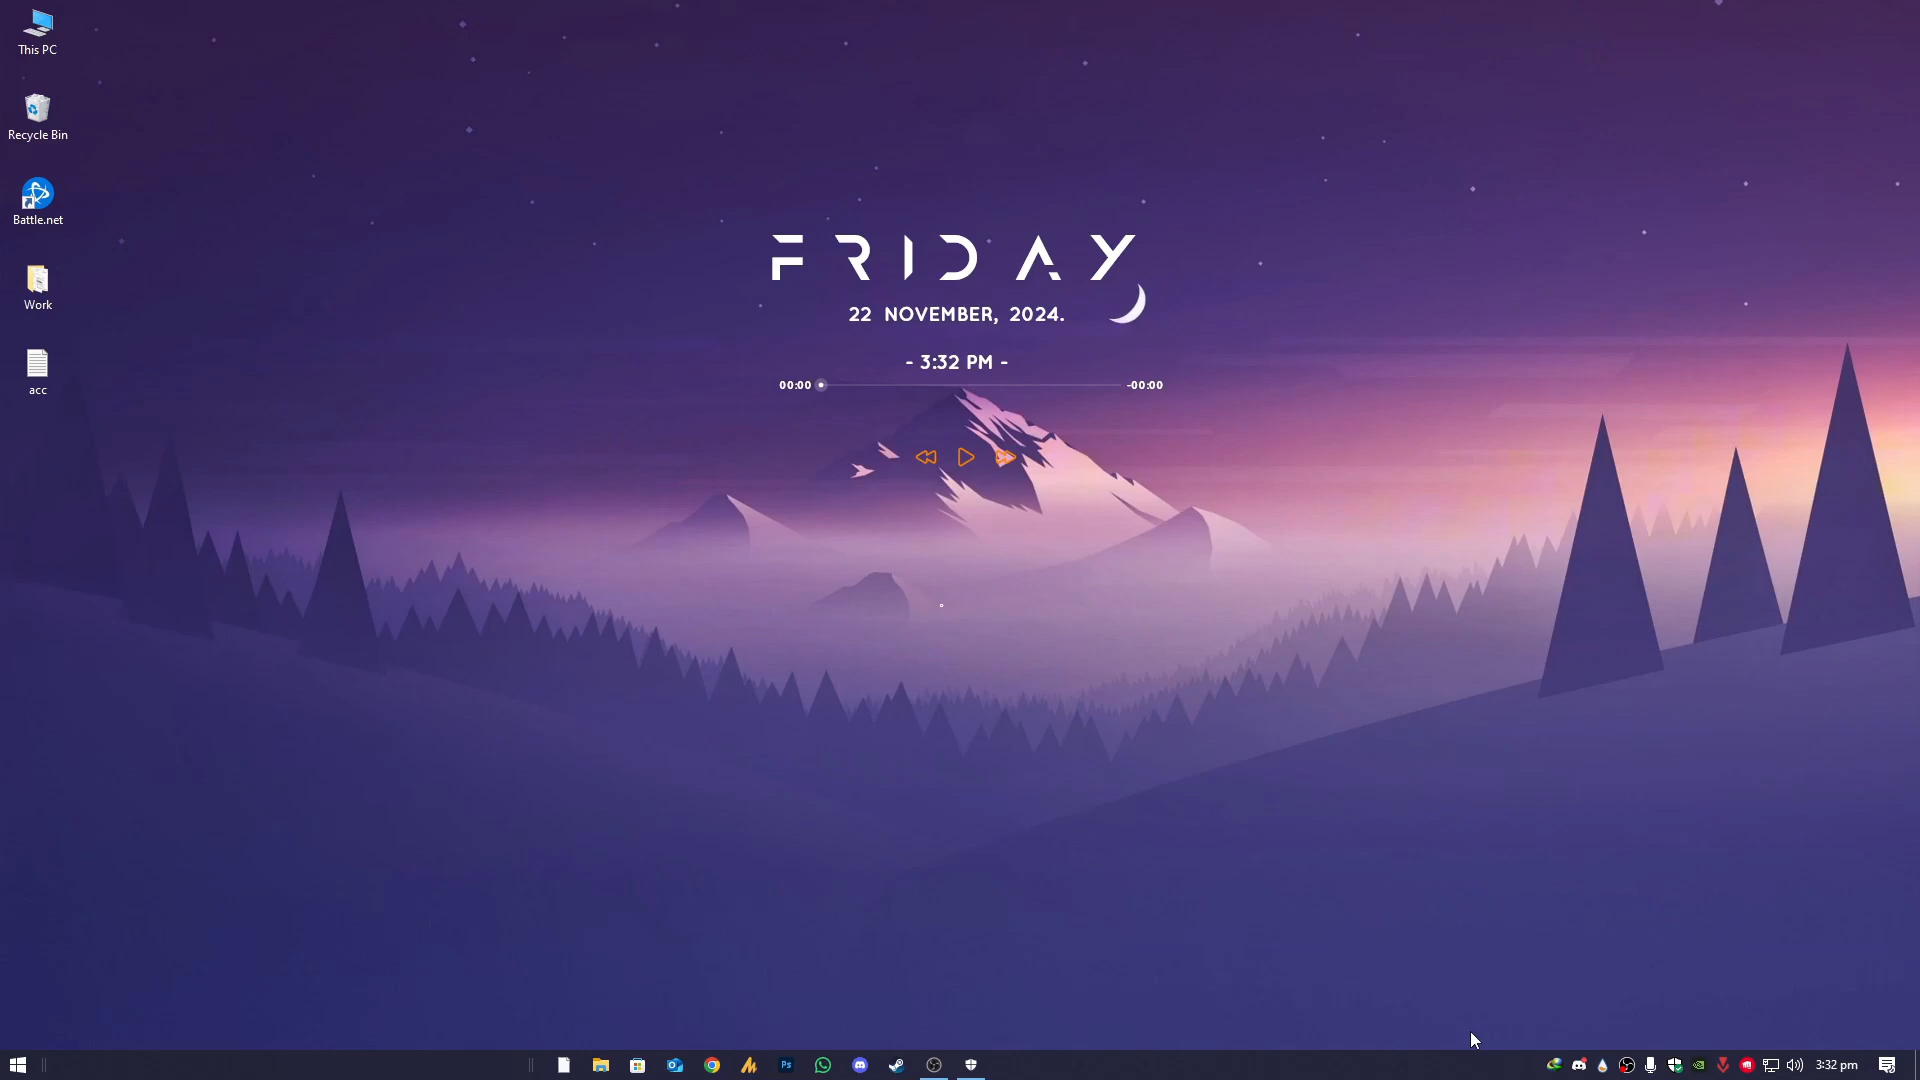 This PC
Recycle Bin
Battle.net
Work
acc
FRIDAY
22 NOVEMBER, 2024.
- 3:32 PM -
00:00
-00:00
Ps
3:32 pm